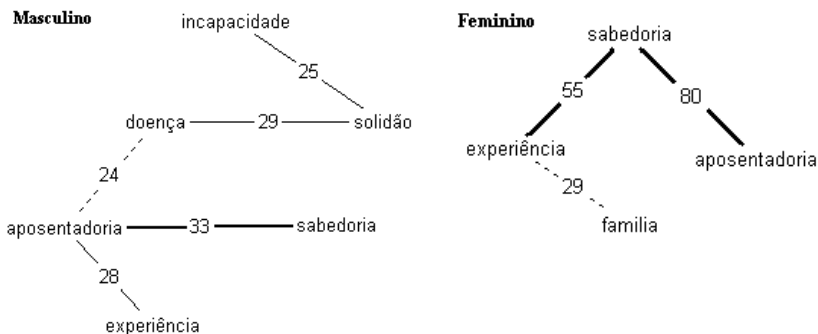 Masculino
incapacidade
25
doença
29
solidão
24
aposentadoria
33
sabedoria
28
experiência
Feminino
sabedoria
55
80
experiência
aposentadoria
29
familia